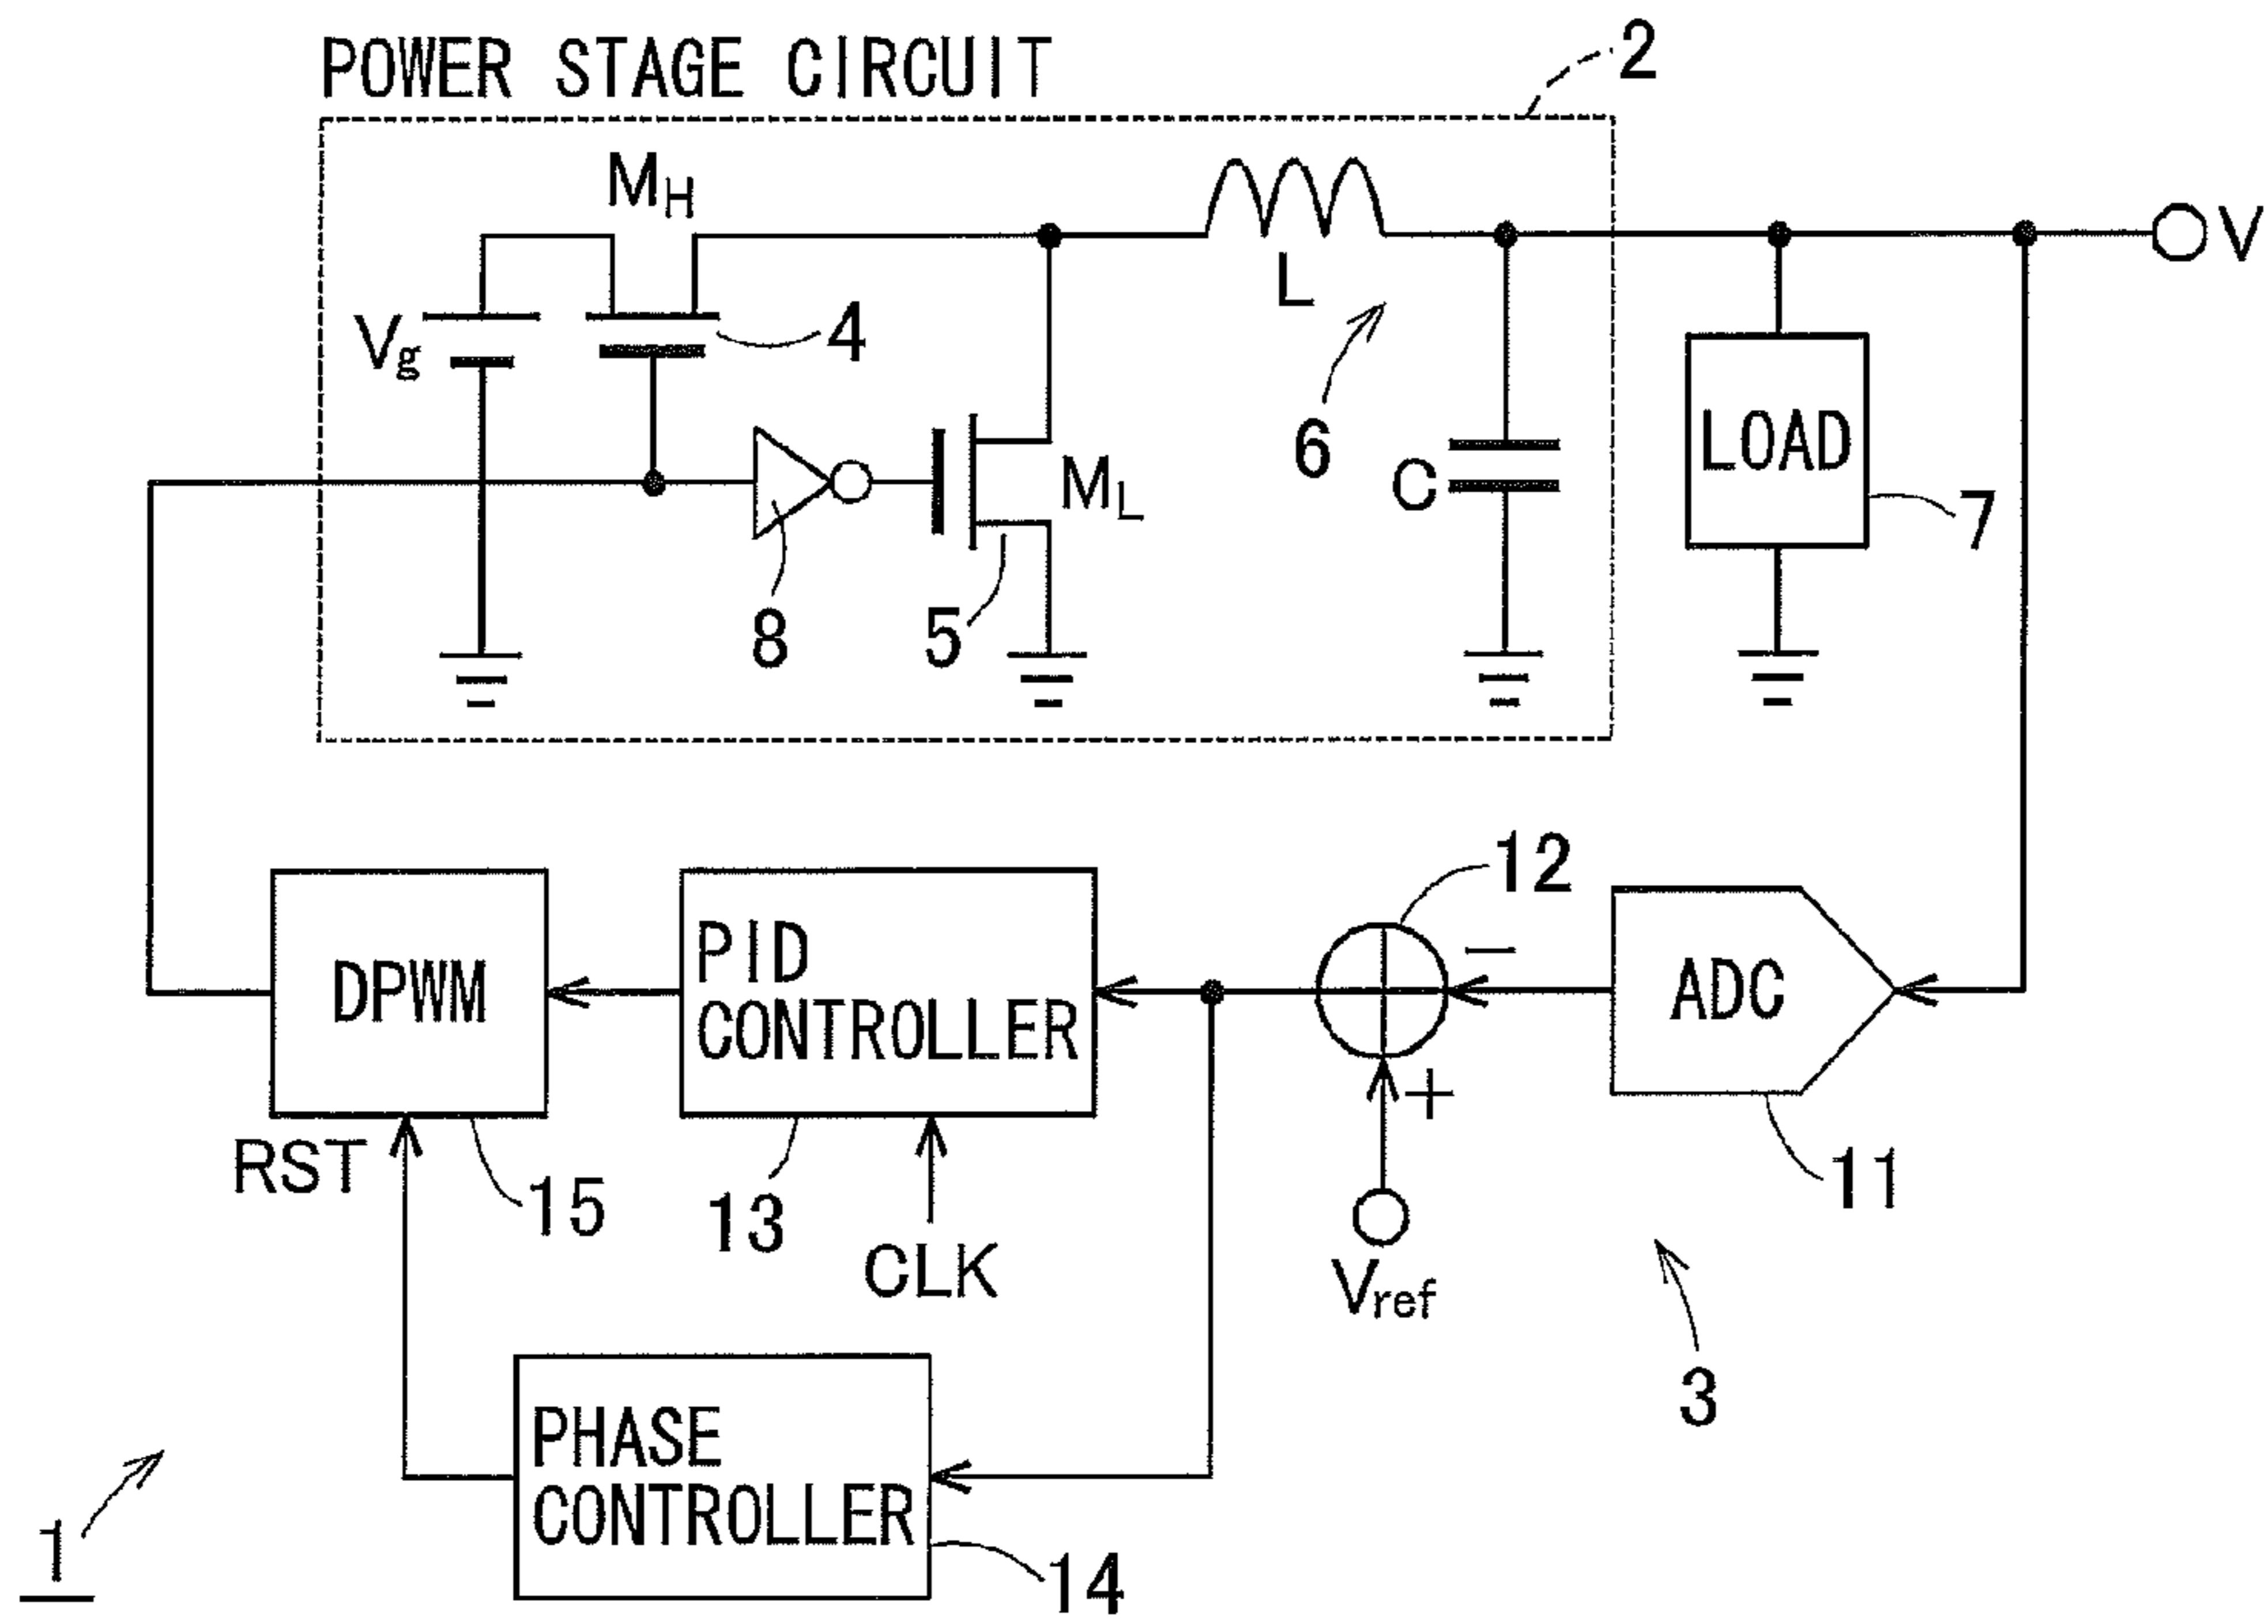 POWER STAGE CIRCUIT
2
MH
V
Vg
4
L
6
LOAD
C
ML
7
8
5
12
DPWM
PID
CONTROLLER
−
ADC
+
RST
15
13
11
CLK
Vref
3
PHASE
CONTROLLER
1
14